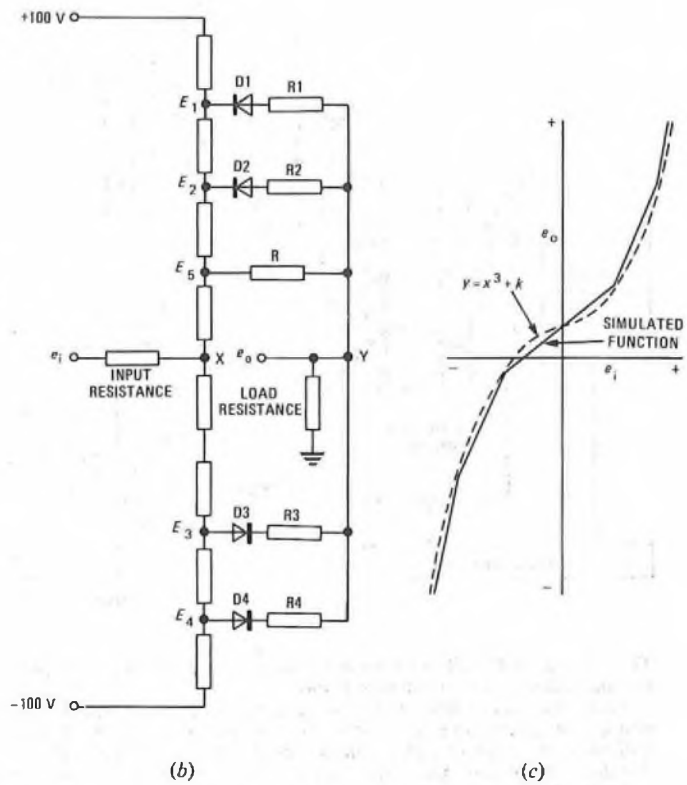 +100 V
E1
D1
R1
E2
D2
R2
E5
R
ei
INPUT
RESISTANCE
X
eo
Y
LOAD
RESISTANCE
E3
D3
R3
E4
D4
R4
-100 V
(b)
+
eo
y = x³ + k
SIMULATED
FUNCTION
-
+
ei
-
(c)